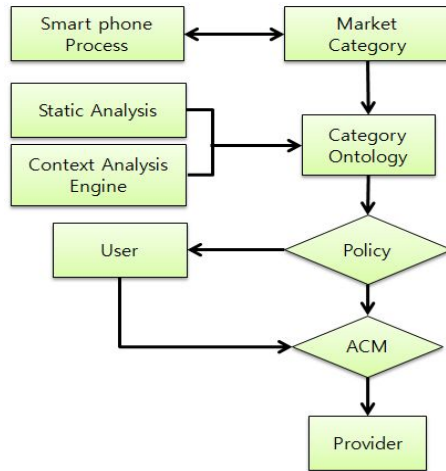 Smart phone
Process
Market
Category
Static Analysis
Context Analysis
Engine
Category
Ontology
User
Policy
ACM
Provider